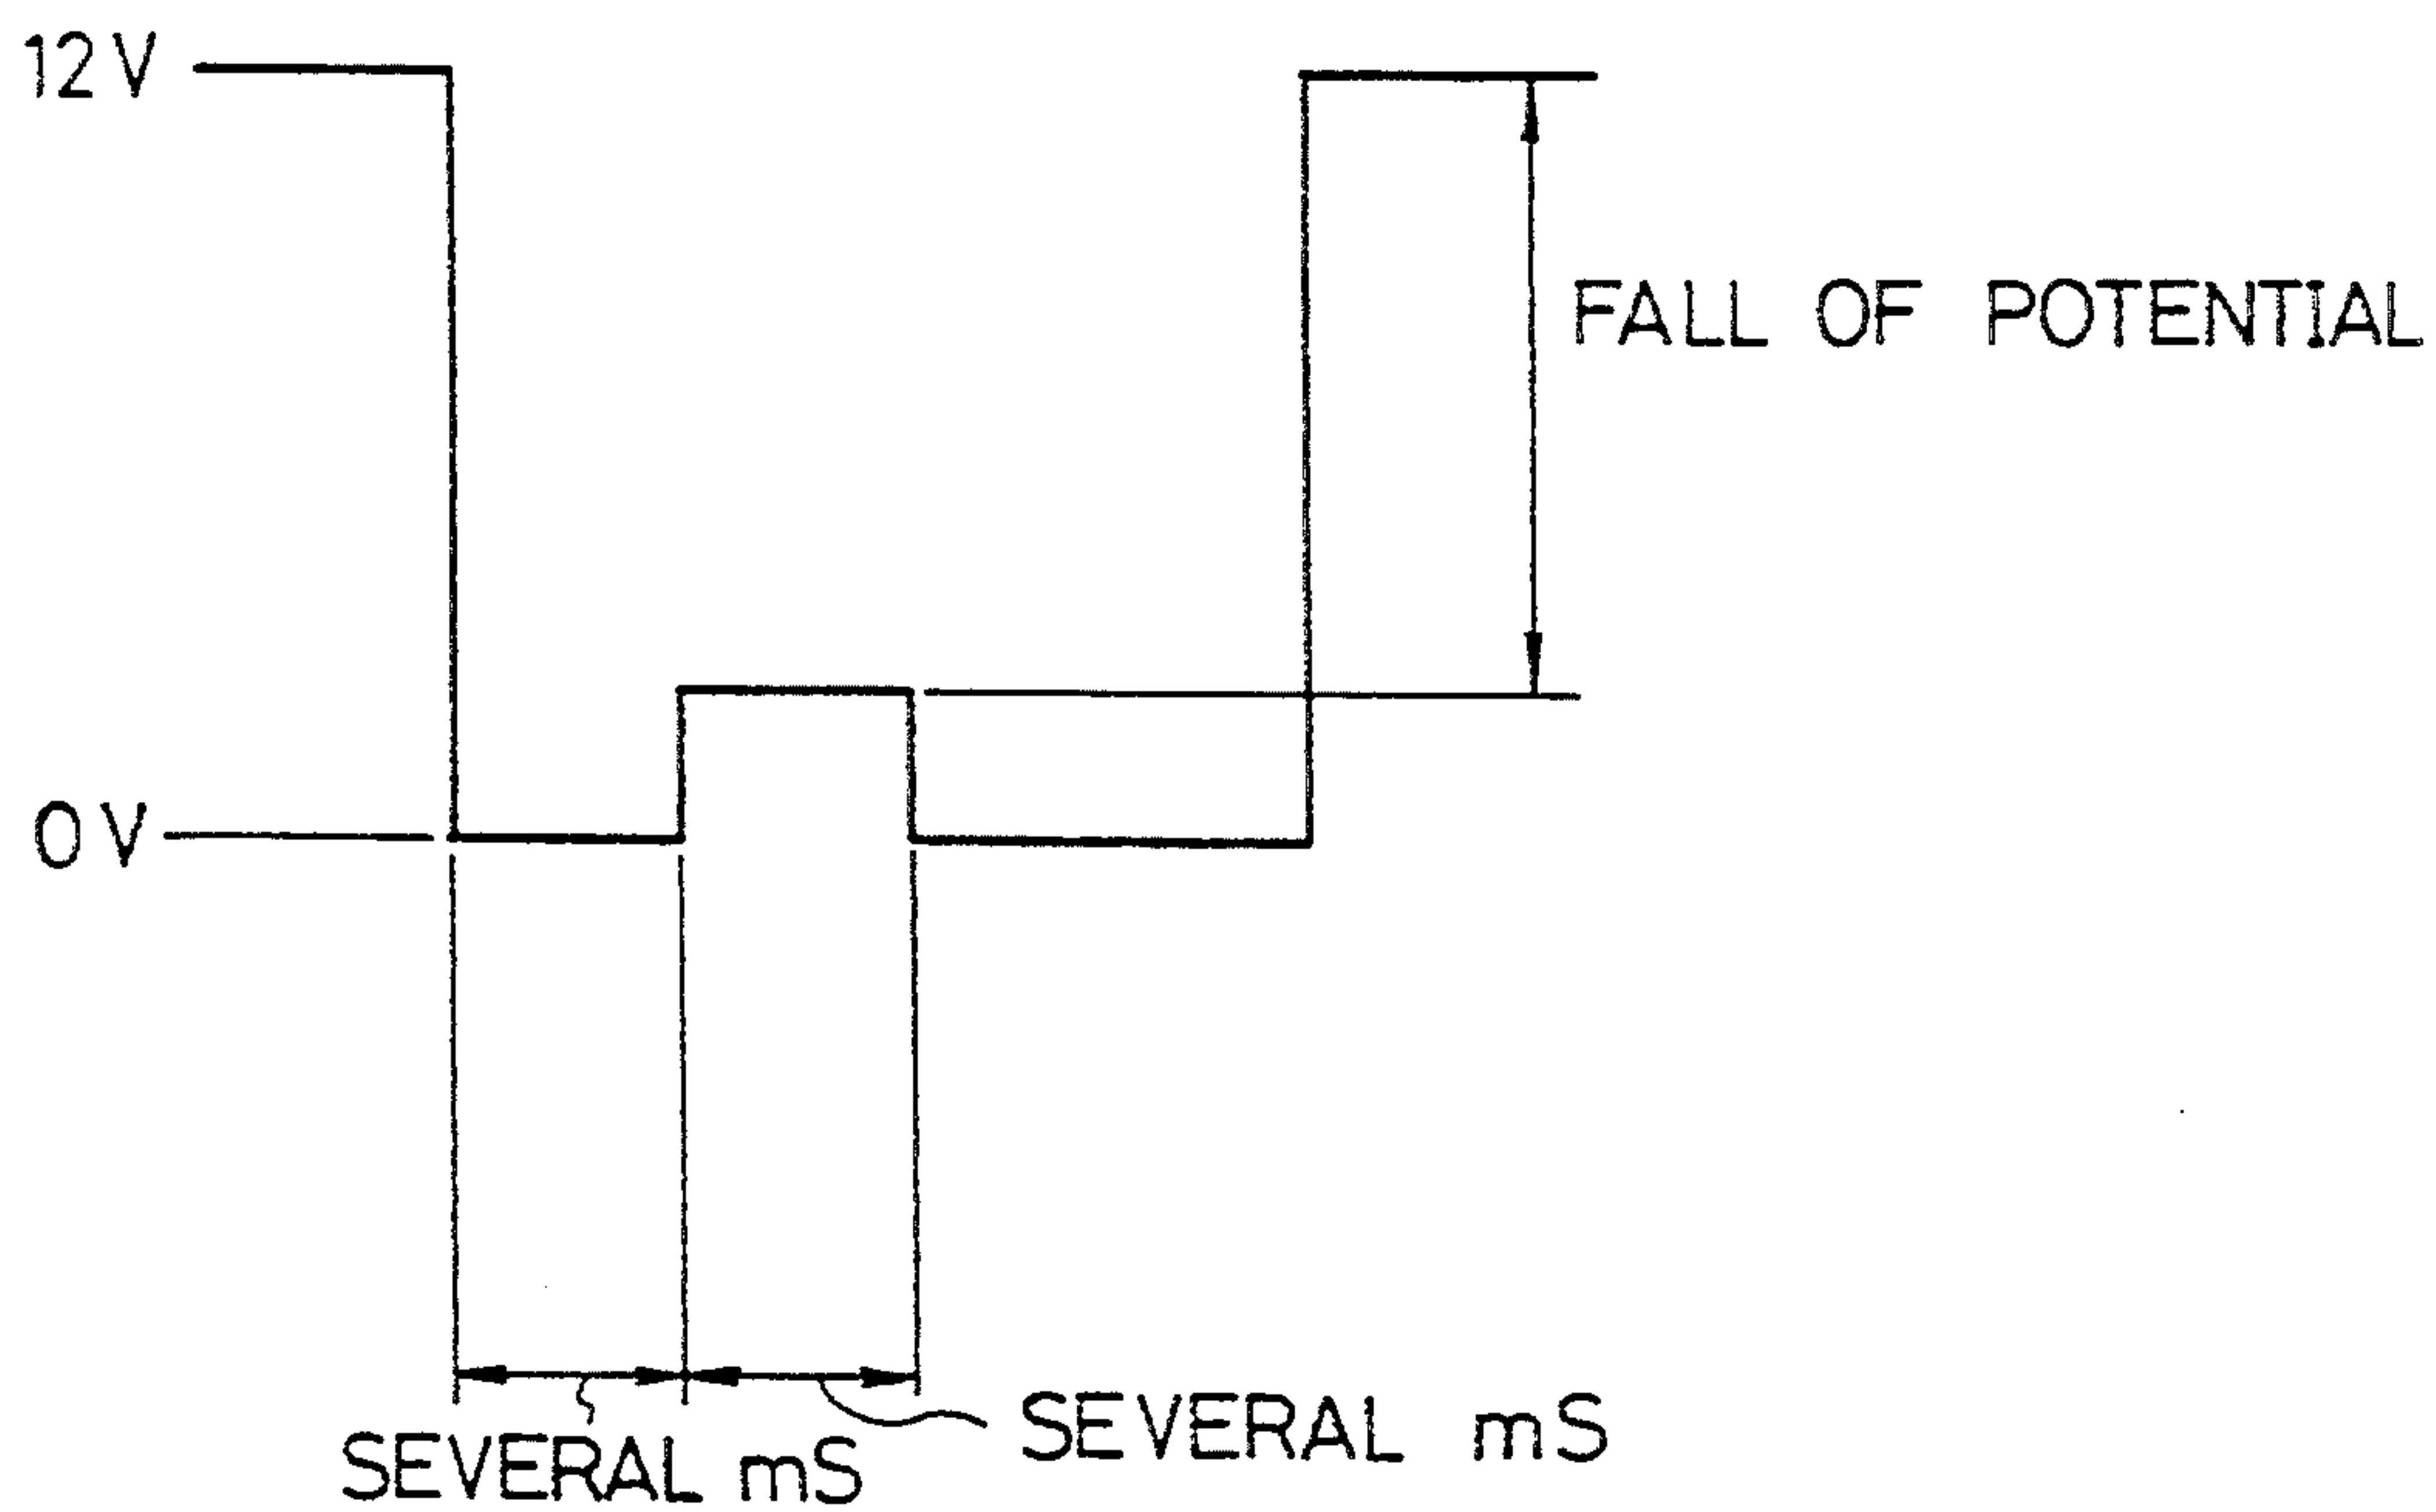 12 V
FALL OF POTENTIAL
0 V
SEVERAL mS
SEVERAL mS